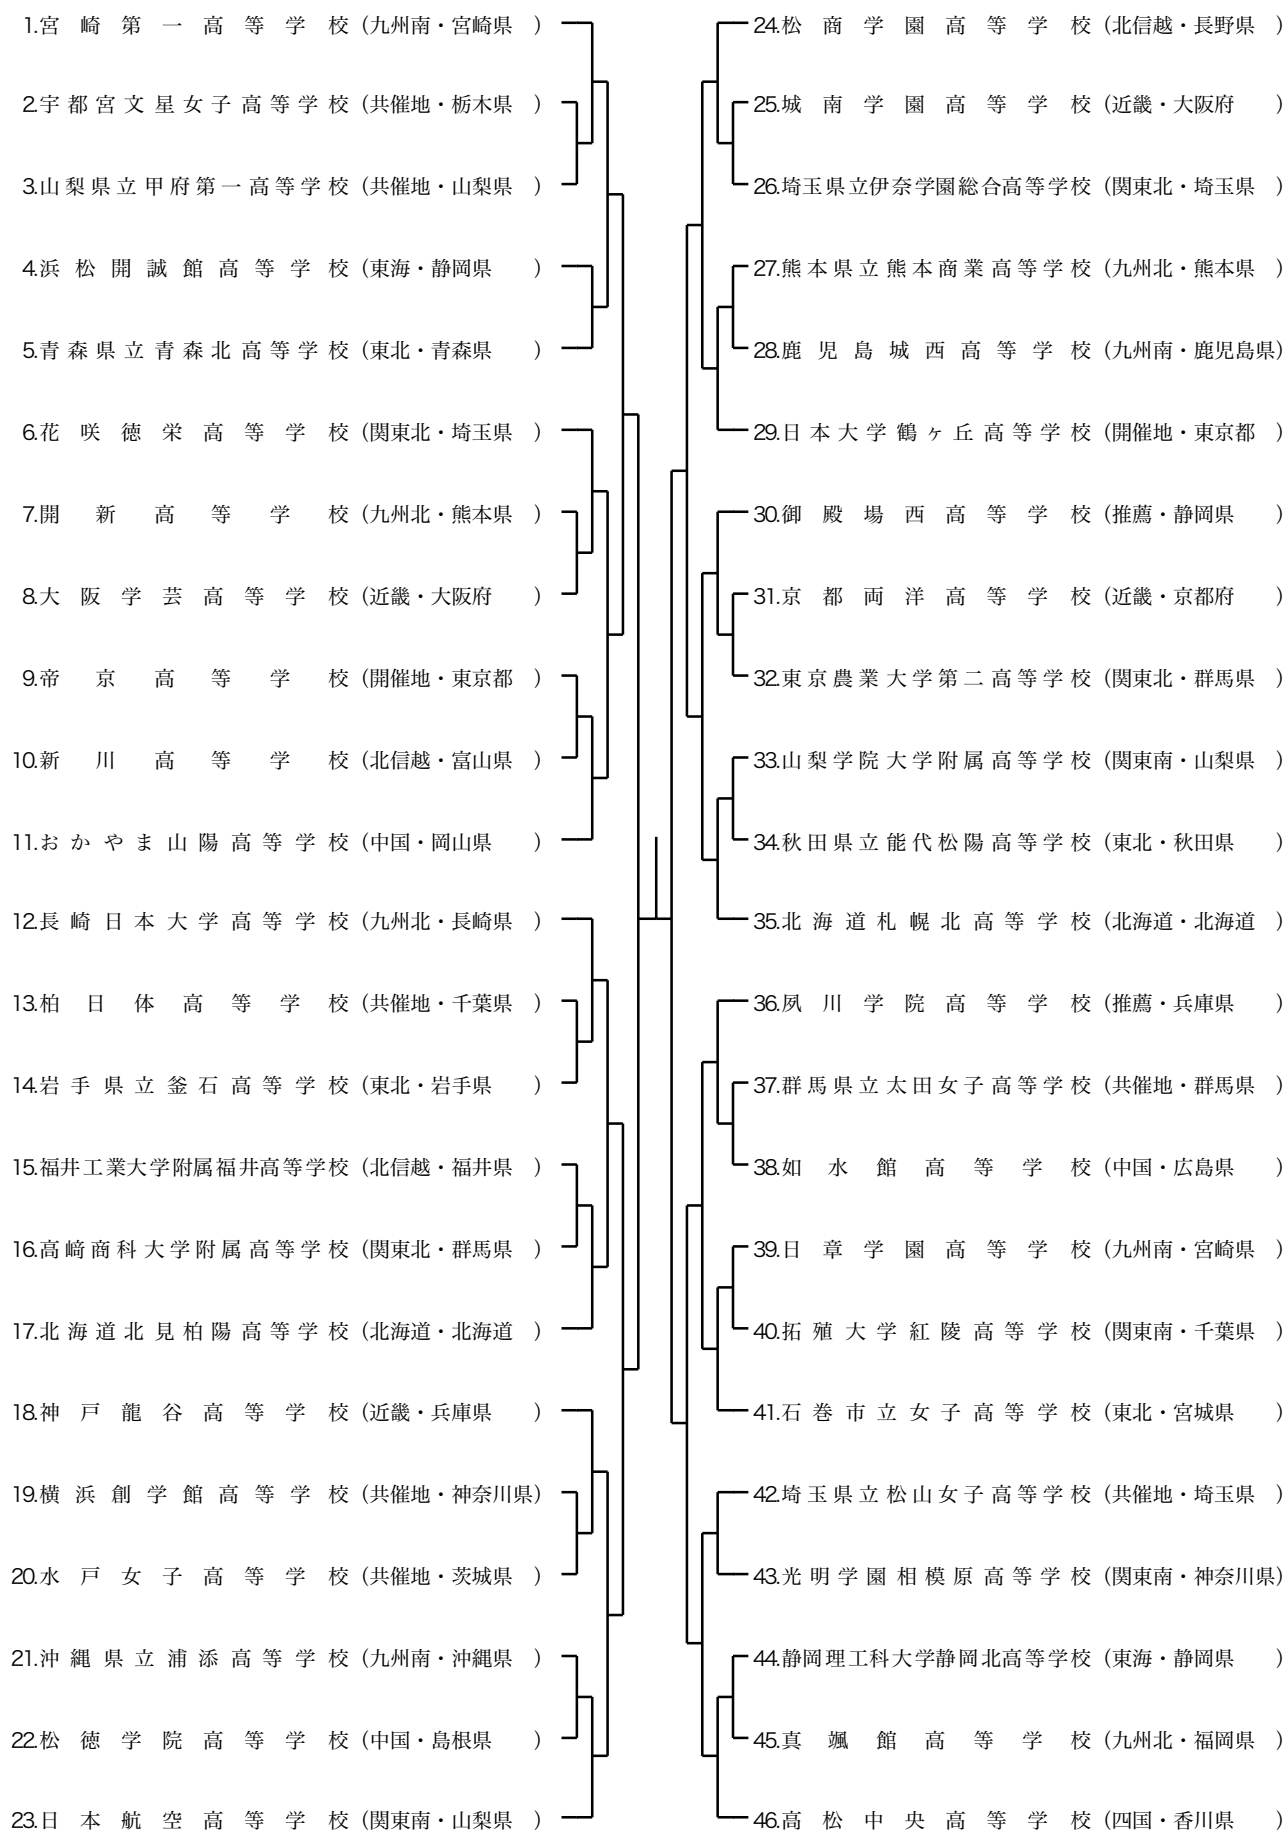 1.宮崎第一高等学校(九州南・宮崎県)
2.宇都宮文星女子高等学校(共催地・栃木県)
3.山梨県立甲府第一高等学校(共催地・山梨県)
4.浜松開誠館高等学校(東海・静岡県)
5.青森県立青森北高等学校(東北・青森県)
6.花咲徳栄高等学校(関東北・埼玉県)
7.開新高等学校(九州北・熊本県)
8.大阪学芸高等学校(近畿・大阪府)
9.帝京高等学校(開催地・東京都)
10.新川高等学校(北信越・富山県)
11.おかやま山陽高等学校(中国・岡山県)
12.長崎日本大学高等学校(九州北・長崎県)
13.柏日体高等学校(共催地・千葉県)
14.岩手県立釜石高等学校(東北・岩手県)
15.福井工業大学附属福井高等学校(北信越・福井県)
16.高崎商科大学附属高等学校(関東北・群馬県)
17.北海道北見柏陽高等学校(北海道・北海道)
18.神戸龍谷高等学校(近畿・兵庫県)
19.横浜創学館高等学校(共催地・神奈川県)
20.水戸女子高等学校(共催地・茨城県)
21.沖縄県立浦添高等学校(九州南・沖縄県)
22.松徳学院高等学校(中国・島根県)
23.日本航空高等学校(関東南・山梨県)
24.松商学園高等学校(北信越・長野県)
25.城南学園高等学校(近畿・大阪府)
26.埼玉県立伊奈学園総合高等学校(関東北・埼玉県)
27.熊本県立熊本商業高等学校(九州北・熊本県)
28.鹿児島城西高等学校(九州南・鹿児島県)
29.日本大学鶴ヶ丘高等学校(開催地・東京都)
30.御殿場西高等学校(推薦・静岡県)
31.京都両洋高等学校(近畿・京都府)
32.東京農業大学第二高等学校(関東北・群馬県)
33.山梨学院大学附属高等学校(関東南・山梨県)
34.秋田県立能代松陽高等学校(東北・秋田県)
35.北海道札幌北高等学校(北海道・北海道)
36.夙川学院高等学校(推薦・兵庫県)
37.群馬県立太田女子高等学校(共催地・群馬県)
38.如水館高等学校(中国・広島県)
39.日章学園高等学校(九州南・宮崎県)
40.拓殖大学紅陵高等学校(関東南・千葉県)
41.石巻市立女子高等学校(東北・宮城県)
42.埼玉県立松山女子高等学校(共催地・埼玉県)
43.光明学園相模原高等学校(関東南・神奈川県)
44.静岡理工科大学静岡北高等学校(東海・静岡県)
45.真颯館高等学校(九州北・福岡県)
46.高松中央高等学校(四国・香川県)